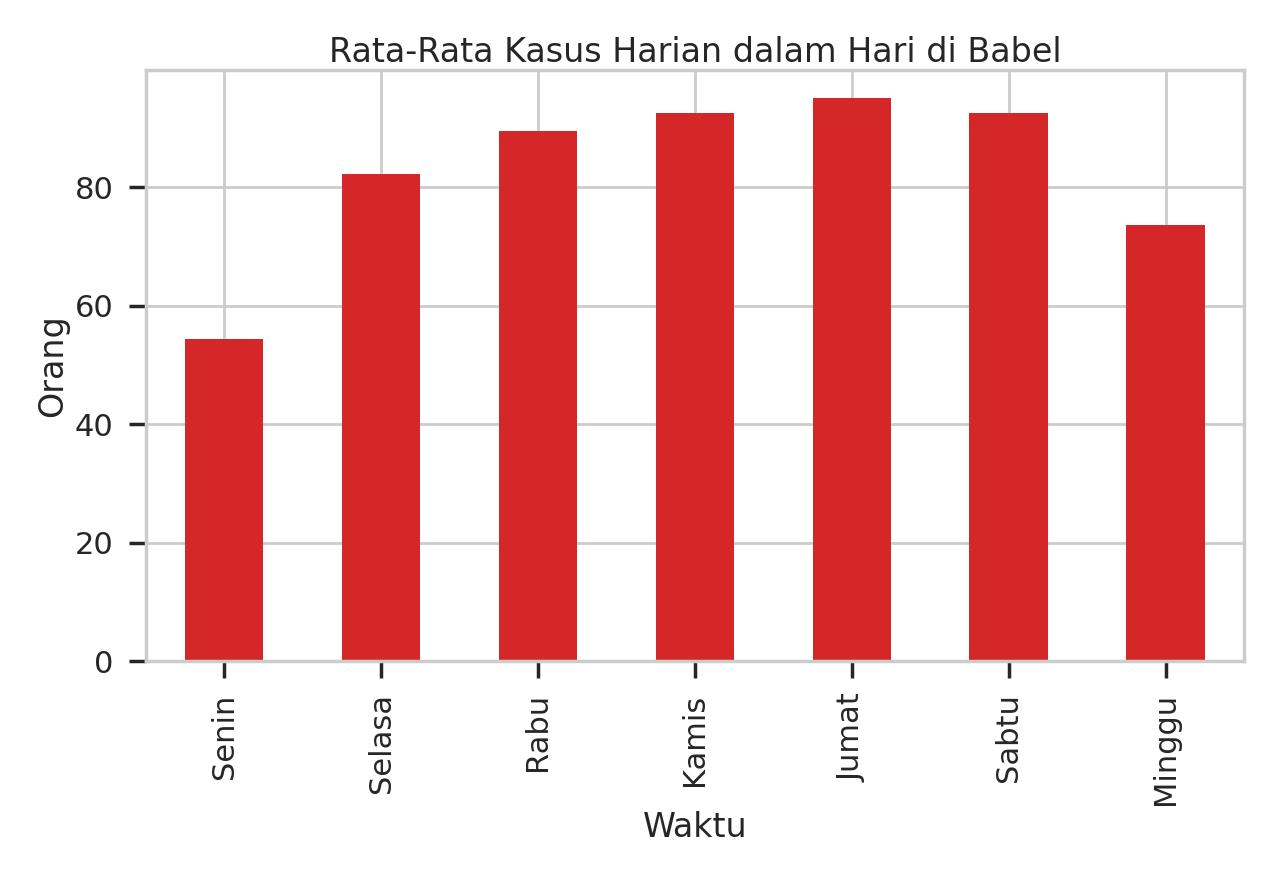 Rata-Rata Kasus Harian dalam Hari di Babel
Orang
80
60
40
20
0
Senin
Selasa
Rabu
Kamis
Jumat
Sabtu
Minggu
Waktu